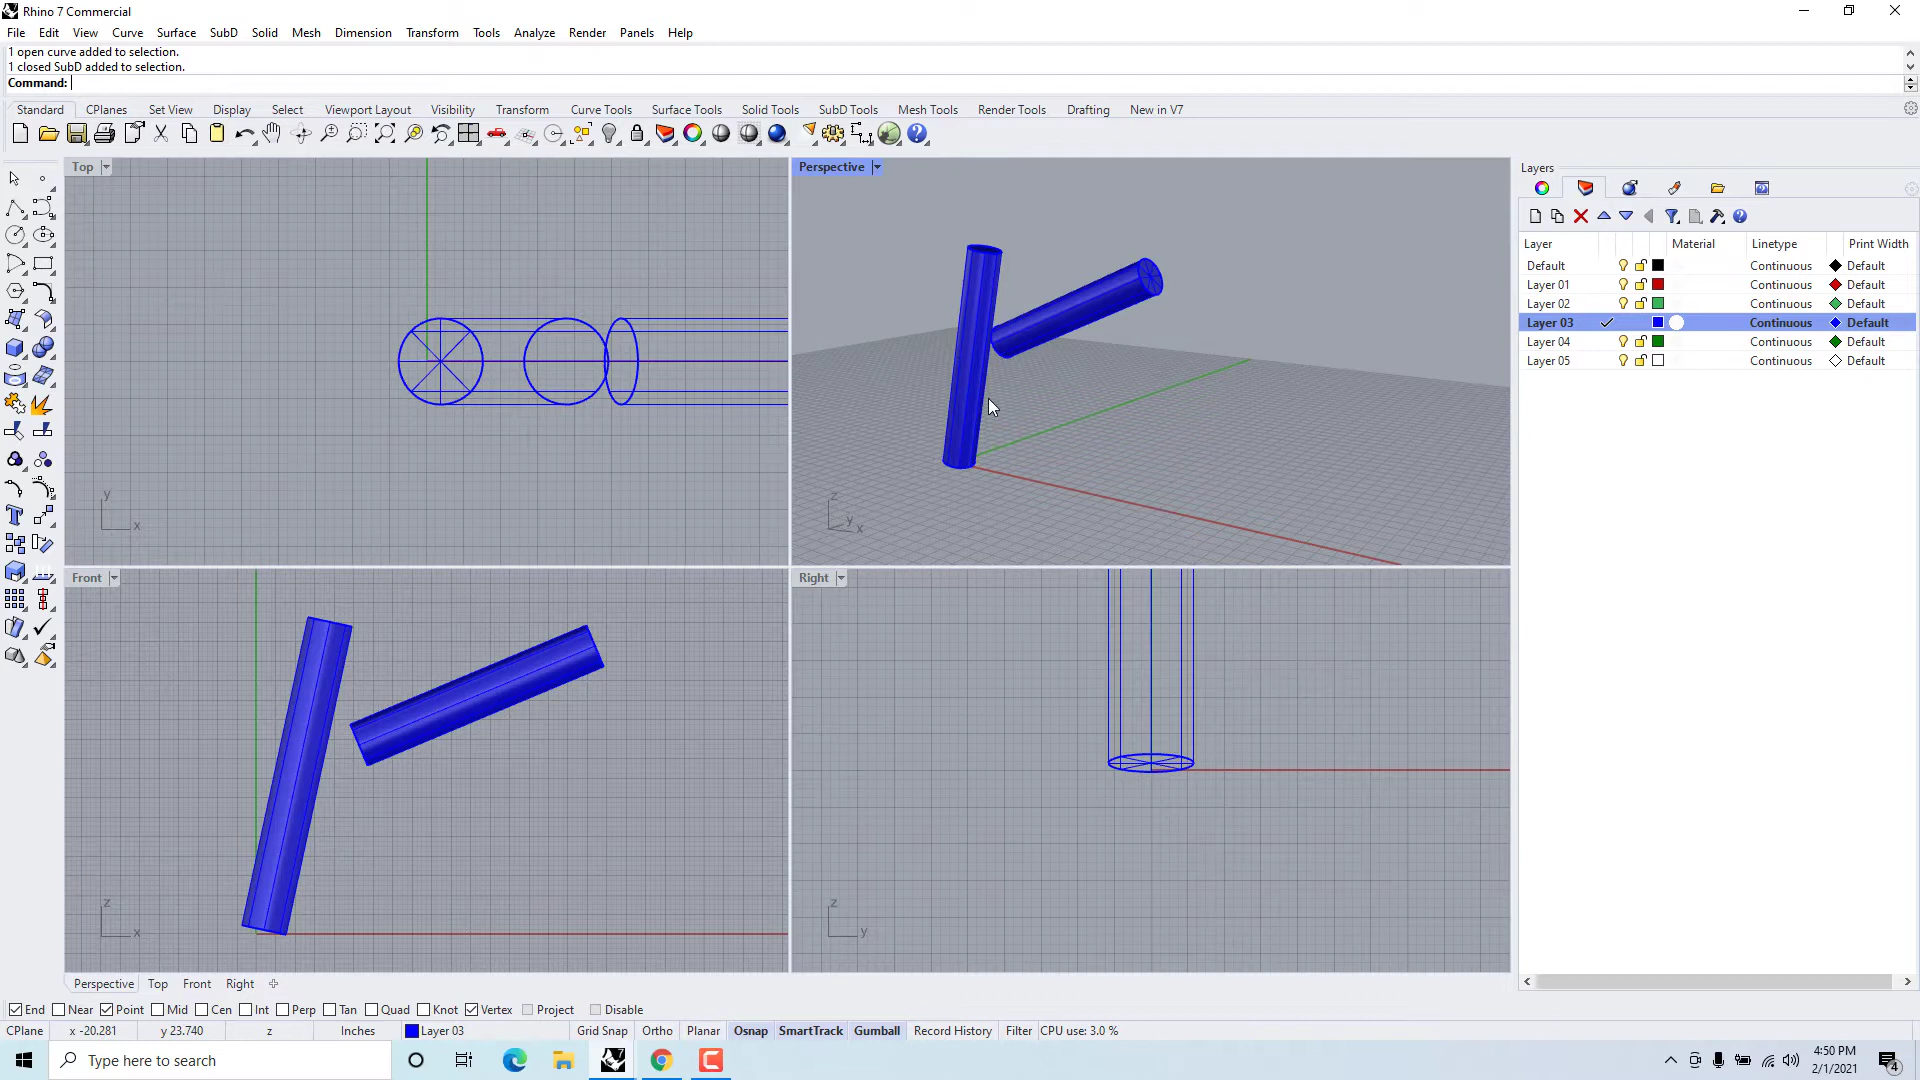 Rhino 7 Commercial
File Edit View Curve Surface SubD Solid Mesh Dimension Transform Tools Analyze Render Panels Help
1 open curve added to selection.
1 closed SubD added to selection.
Command:
Standard CPlanes Set View Display Select Viewport Layout Visibility Transform Curve Tools Surface Tools Solid Tools SubD Tools Mesh Tools Render Tools Drafting New in V7
Top
Perspective
Layers
Layer Material Linetype Print Width
Default Continuous Default
Layer 01 Continuous Default
Layer 02 Continuous Default
Layer 03 Continuous Default
Layer 04 Continuous Default
Layer 05 Continuous Default
y
x
z
y
x
Front
Right
z
x
z
y
Perspective Top Front Right
End Near Point Mid Cen Int Perp Tan Quad Knot Vertex Project Disable
CPlane x -20.281 y 23.740 z Inches Layer 03 Grid Snap Ortho Planar Osnap SmartTrack Gumball Record History Filter CPU use: 3.0 %
Type here to search
4:50 PM
2/1/2021
4